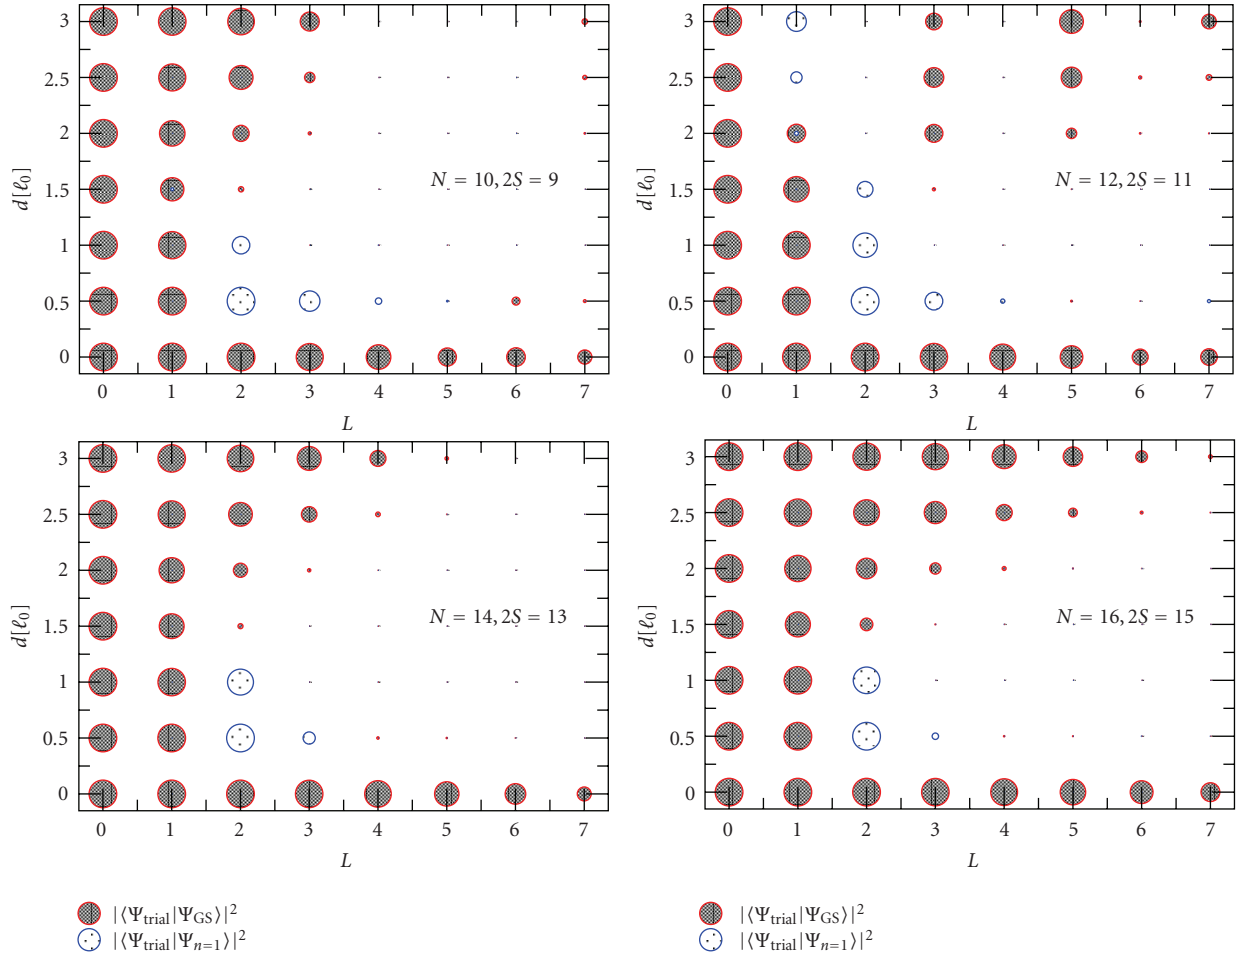 3
2.5
2
1.5
1
0.5
0
d[ℓ0]
N = 10, 2S = 9
0 1 2 3 4 5 6 7
L
3
2.5
2
1.5
1
0.5
0
d[ℓ0]
N = 12, 2S = 11
0 1 2 3 4 5 6 7
L
3
2.5
2
1.5
1
0.5
0
d[ℓ0]
N = 14, 2S = 13
0 1 2 3 4 5 6 7
L
3
2.5
2
1.5
1
0.5
0
d[ℓ0]
N = 16, 2S = 15
0 1 2 3 4 5 6 7
L
|⟨Ψtrial|ΨGS⟩|²
|⟨Ψtrial|Ψn=1⟩|²
|⟨Ψtrial|ΨGS⟩|²
|⟨Ψtrial|Ψn=1⟩|²